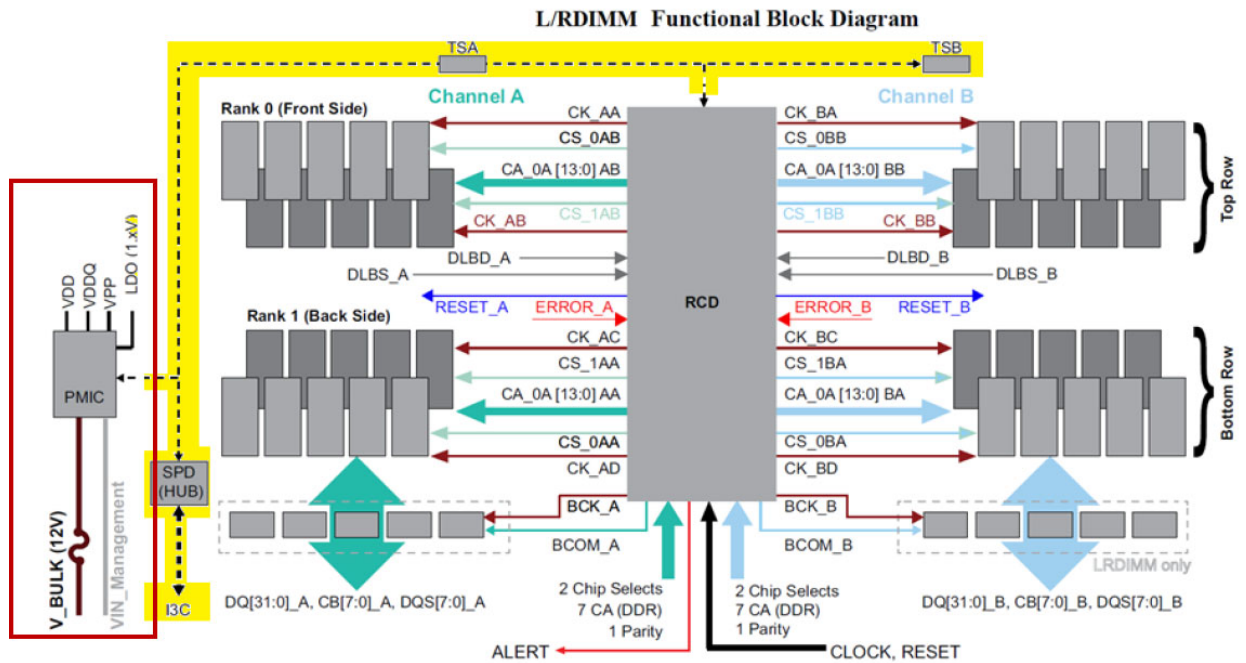 L/RDIMM Functional Block Diagram
TSA
TSB
Channel A
Channel B
Rank 0 (Front Side)
CK_AA
CK_BA
CS_0AB
CS_0BB
CA_0A [13:0] AB
CA_0A [13:0] BB
CS_1AB
CS_1BB
CK_AB
CK_BB
Top Row
DLBD_A
DLBD_B
DLBS_A
DLBS_B
RCD
RESET_A
ERROR_A
ERROR_B
RESET_B
Rank 1 (Back Side)
CK_AC
CK_BC
CS_1AA
CS_1BA
CA_0A [13:0] AA
CA_0A [13:0] BA
CS_0AA
CS_0BA
CK_AD
CK_BD
Bottom Row
VDD
VDDQ
VPP
LDO (1.xV)
PMIC
SPD
(HUB)
V_BULK (12V)
VIN_Management
I3C
BCK_A
BCK_B
BCOM_A
BCOM_B
LRDIMM only
DQ[31:0]_A, CB[7:0]_A, DQS[7:0]_A
2 Chip Selects
7 CA (DDR)
1 Parity
2 Chip Selects
7 CA (DDR)
1 Parity
DQ[31:0]_B, CB[7:0]_B, DQS[7:0]_B
ALERT
CLOCK, RESET